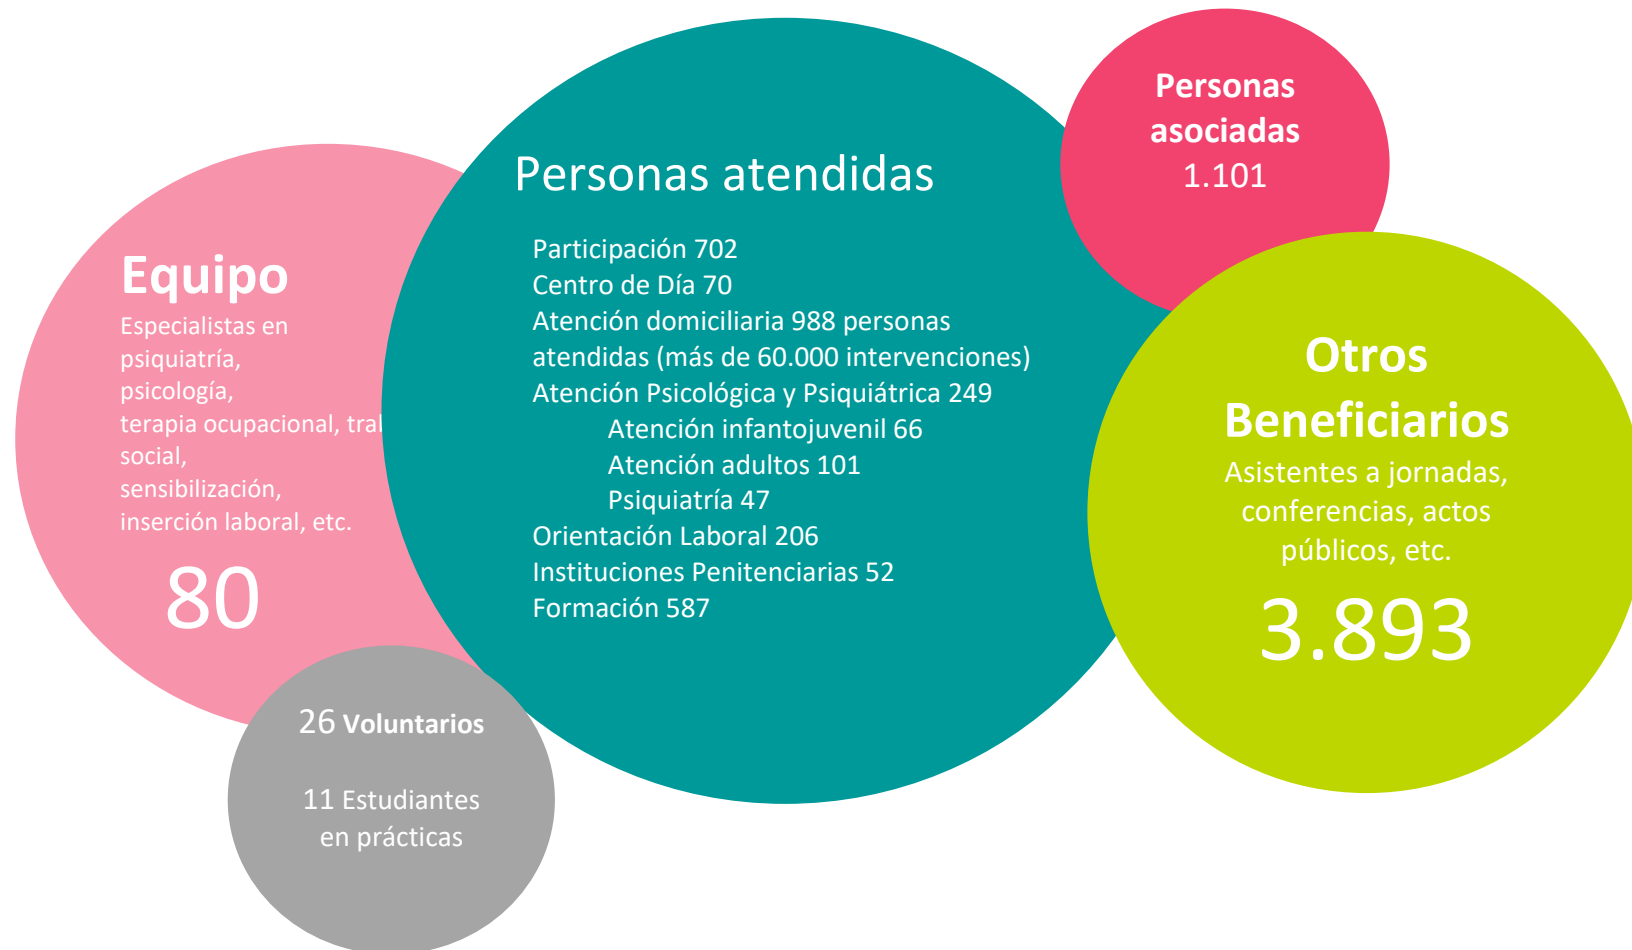 Equipo
Especialistas en
psiquiatría,
psicología,
terapia ocupacional,
social,
sensibilización,
inserción laboral, etc.
80
26 Voluntarios
11 Estudiantes
en prácticas
Personas atendidas
Participación 702
Centro de Día 70
Atención domiciliaria 988 personas
atendidas (más de 60.000 intervenciones)
Atención Psicológica y Psiquiátrica 249
Atención infantojuvenil 66
Atención adultos 101
Psiquiatría 47
Orientación Laboral 206
Instituciones Penitenciarias 52
Formación 587
Personas
asociadas
1.101
Otros
Beneficiarios
Asistentes a jornadas,
conferencias, actos
públicos, etc.
3.893